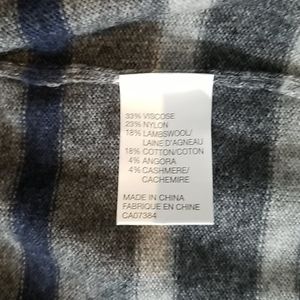 33% VISCOSE
23% NYLON
18% LAMBSWOOL/
LAINE D'AGNEAU
18% COTTON/COTON
4% ANGORA
4% CASHMERE/
CACHEMIRE
MADE IN CHINA
FABRIQUE EN CHINE
CA07384